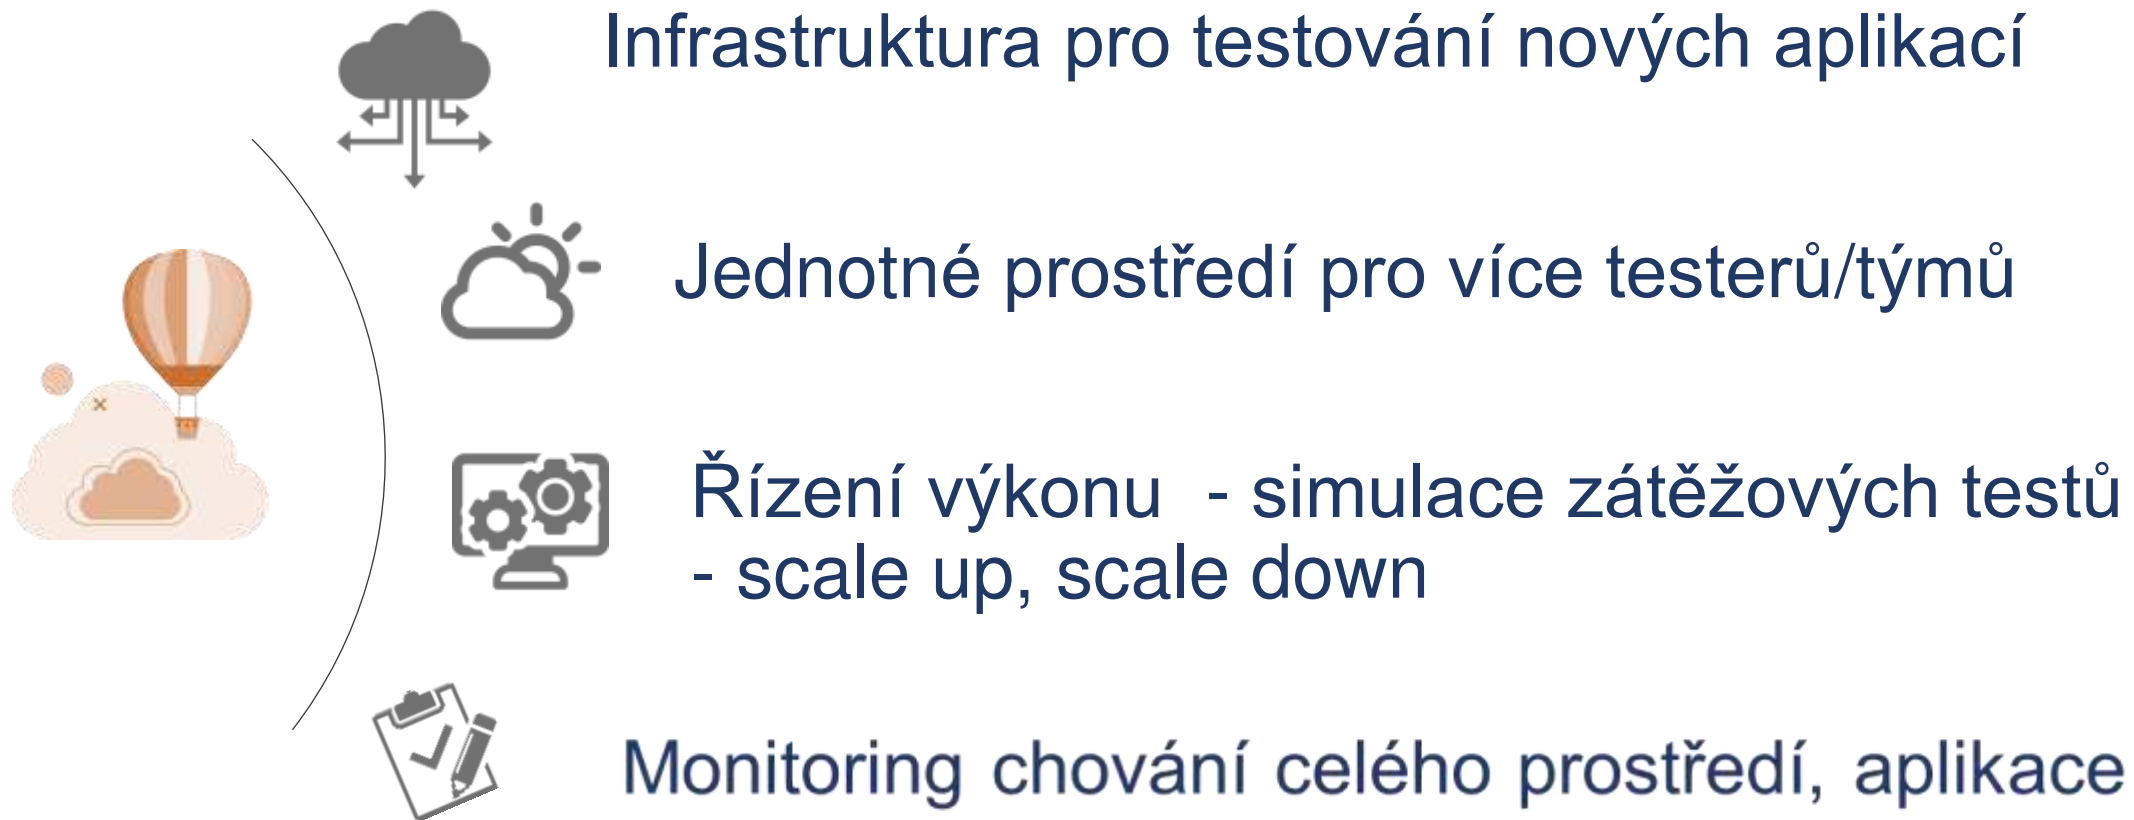 Infrastruktura pro testování nových aplikací
Jednotné prostředí pro více testerů/týmů
Řízení výkonu - simulace zátěžových testů
- scale up, scale down
Monitoring chování celého prostředí, aplikace